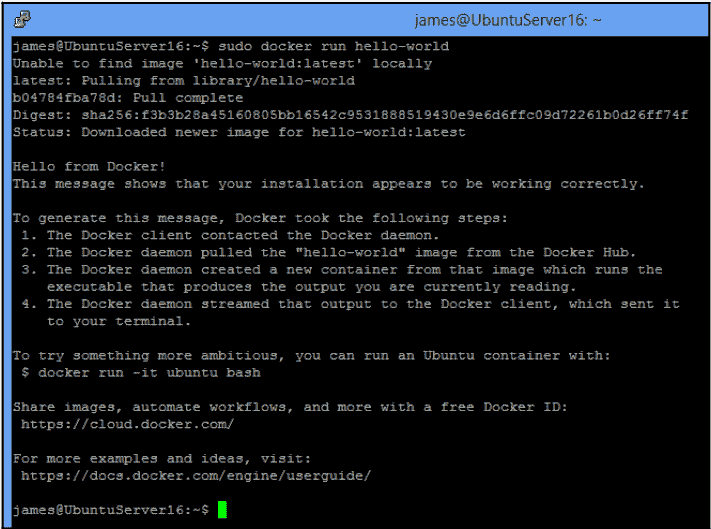 james@UbuntuServer16: ~
james@UbuntuServer16:~$ sudo docker run hello-world
Unable to find image 'hello-world:latest' locally
latest: Pulling from library/hello-world
b04784fba78d: Pull complete
Digest: sha256:f3b3b28a45160805bb16542c9531888519430e9e6d6ffc09d72261b0d26ff74f
Status: Downloaded newer image for hello-world:latest

Hello from Docker!
This message shows that your installation appears to be working correctly.

To generate this message, Docker took the following steps:
 1. The Docker client contacted the Docker daemon.
 2. The Docker daemon pulled the "hello-world" image from the Docker Hub.
 3. The Docker daemon created a new container from that image which runs the
    executable that produces the output you are currently reading.
 4. The Docker daemon streamed that output to the Docker client, which sent it
    to your terminal.

To try something more ambitious, you can run an Ubuntu container with:
 $ docker run -it ubuntu bash

Share images, automate workflows, and more with a free Docker ID:
 https://cloud.docker.com/

For more examples and ideas, visit:
 https://docs.docker.com/engine/userguide/

james@UbuntuServer16:~$